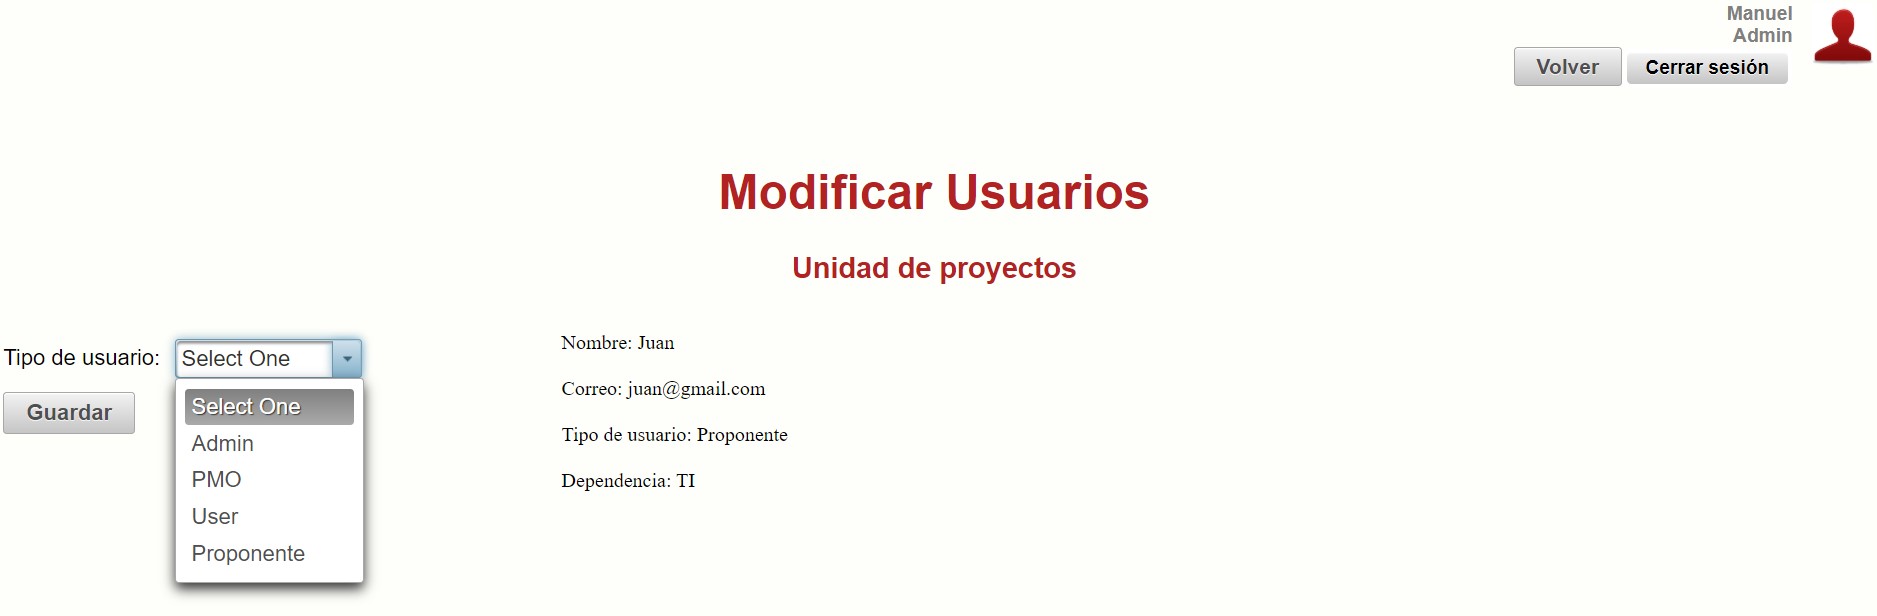 Manuel
Admin
Volver
Cerrar sesión
Modificar Usuarios
Unidad de proyectos
Tipo de usuario: Select One
Select One
Admin
PMO
User
Proponente
Guardar
Nombre: Juan
Correo: juan@gmail.com
Tipo de usuario: Proponente
Dependencia: TI